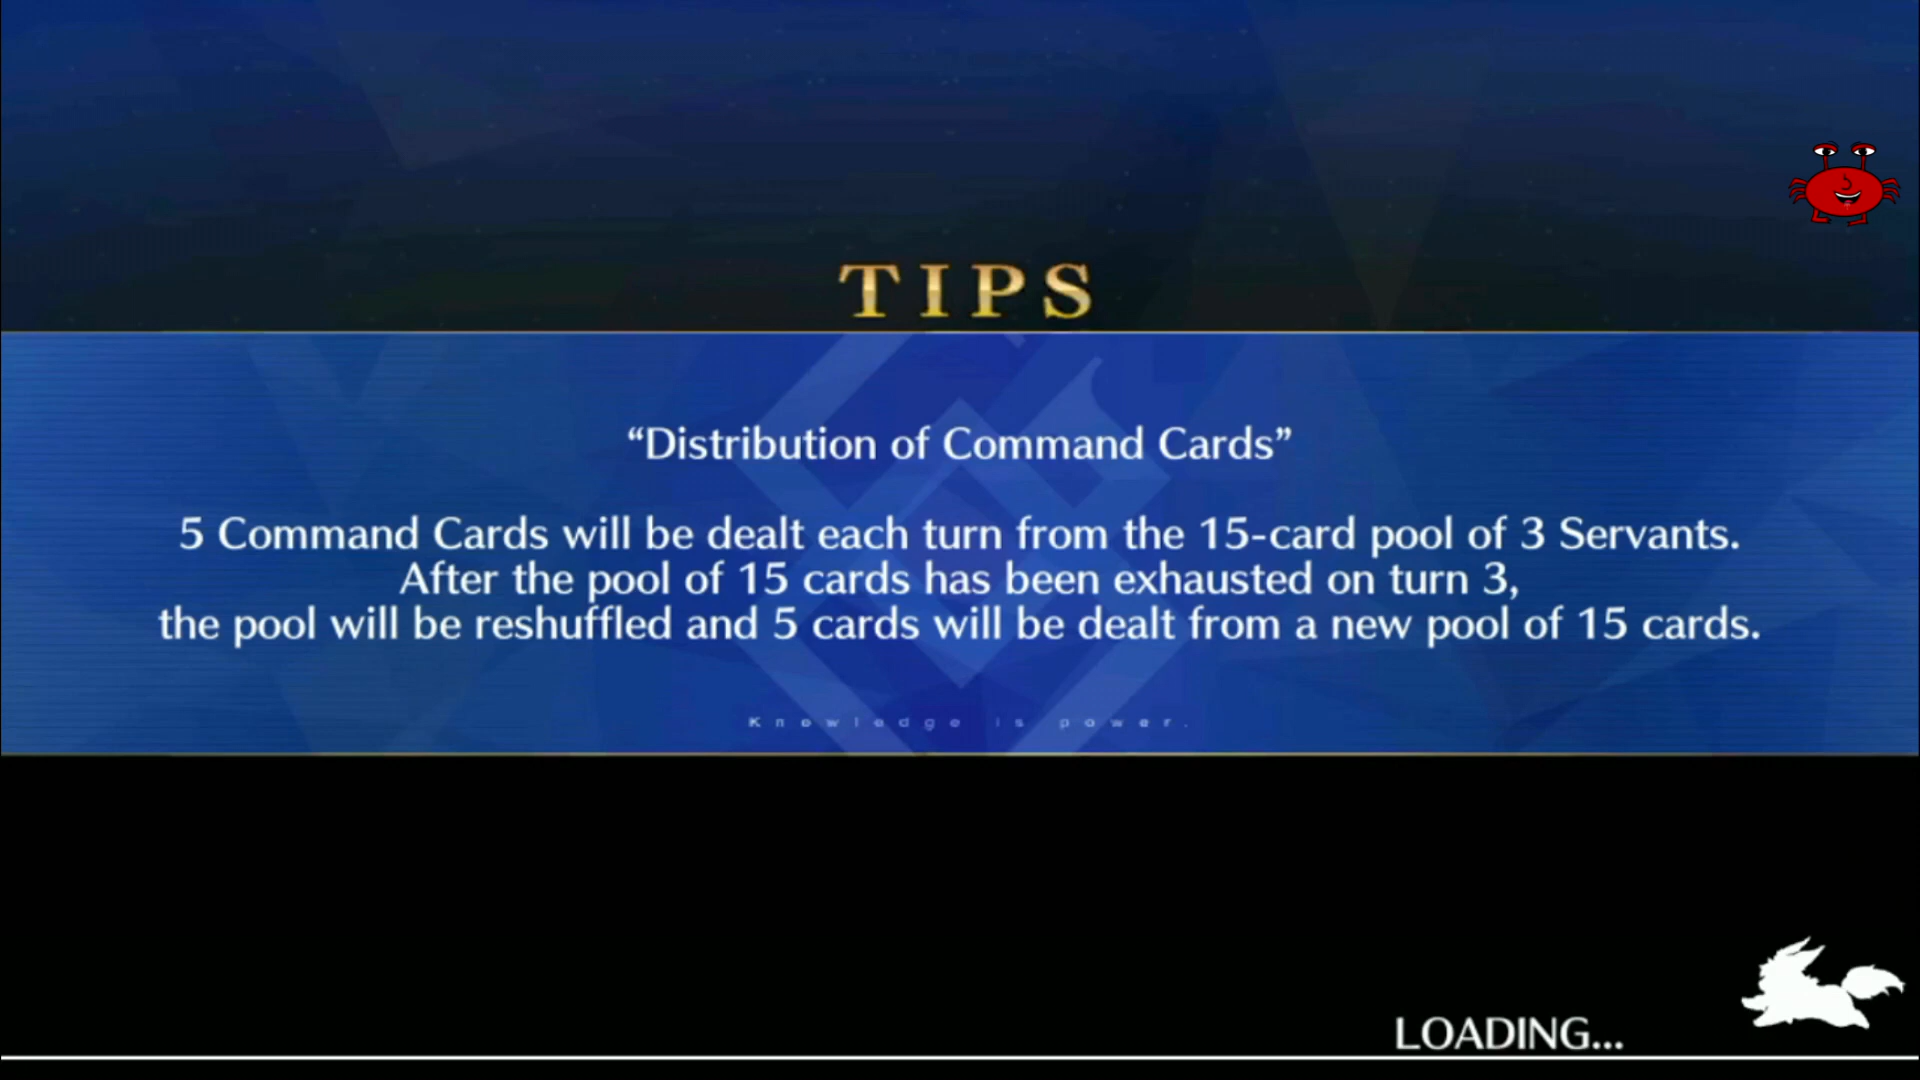 TIPS
“Distribution of Command Cards”
5 Command Cards will be dealt each turn from the 15-card pool of 3 Servants.
After the pool of 15 cards has been exhausted on turn 3,
the pool will be reshuffled and 5 cards will be dealt from a new pool of 15 cards.
Knowledge is power.
LOADING...